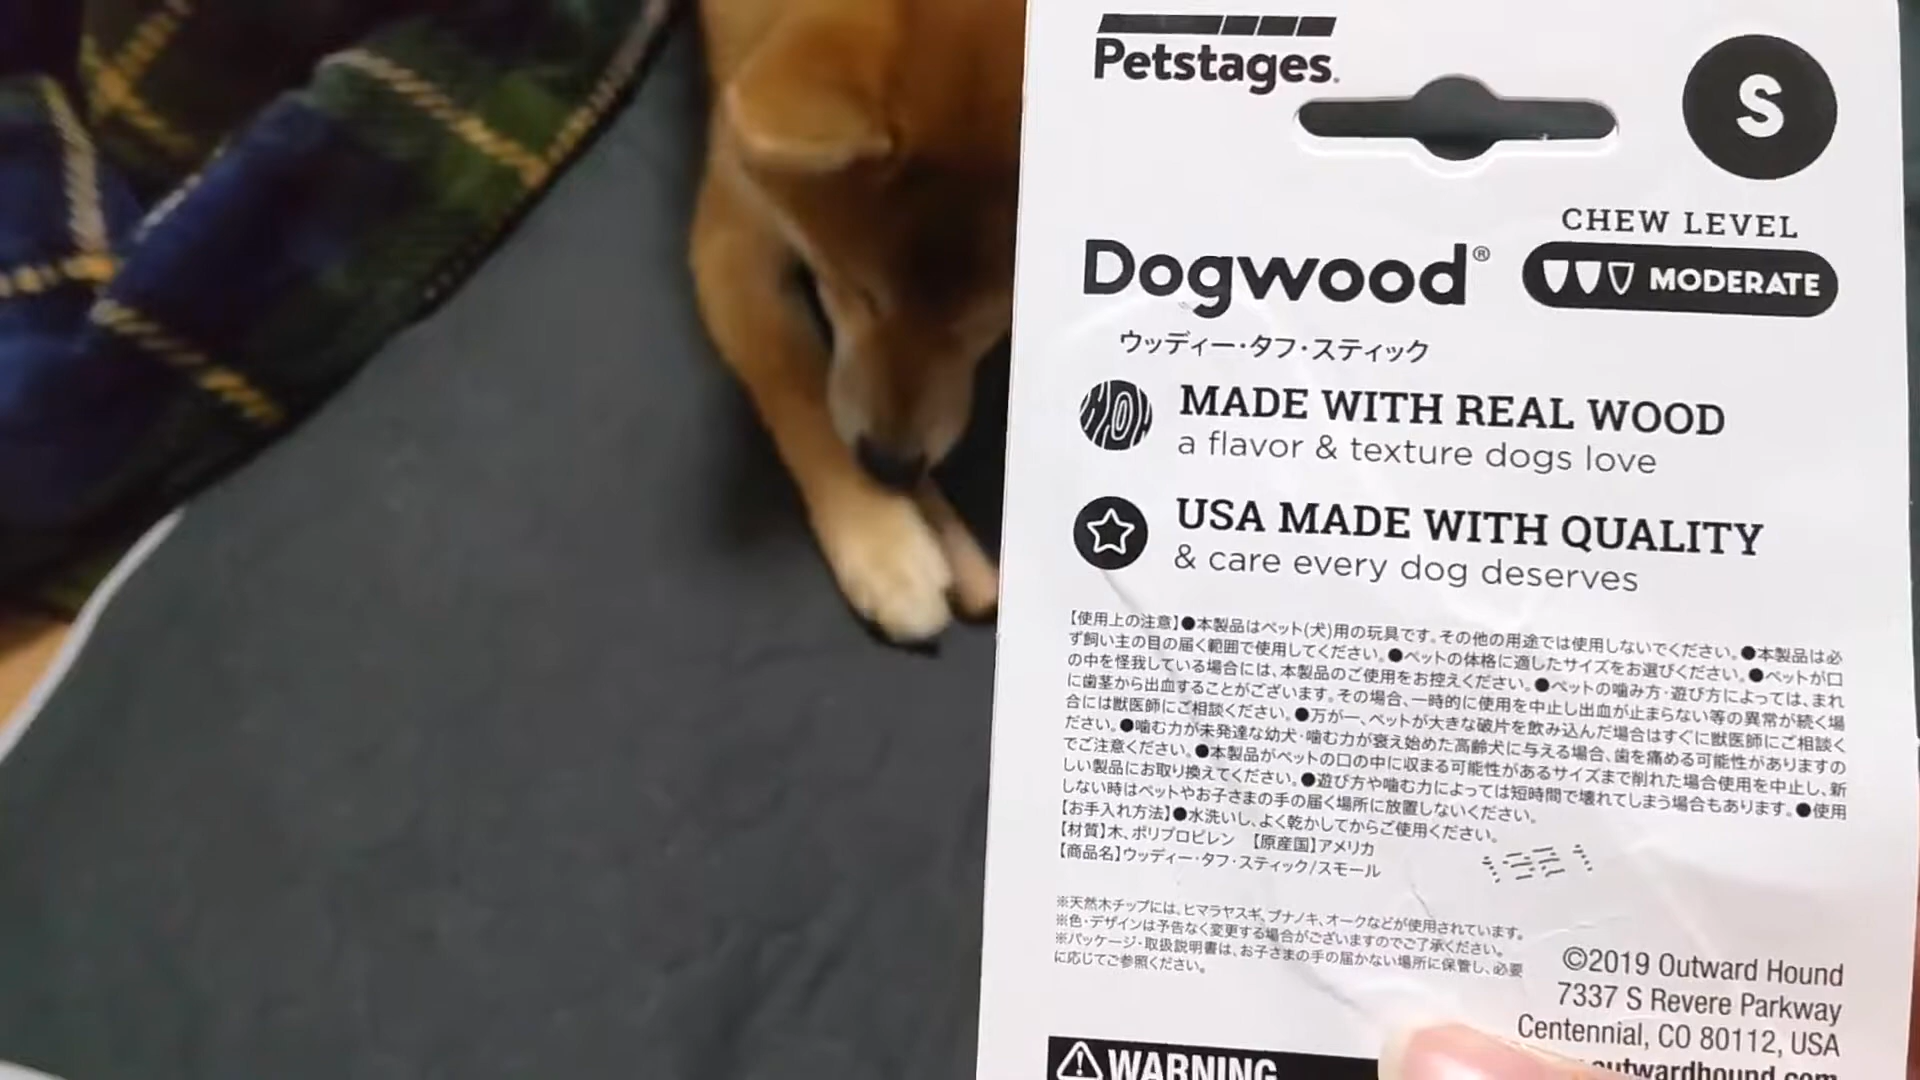 Petstages®
S
CHEW LEVEL
MODERATE
Dogwood®
ウッディー・タフ・スティック
MADE WITH REAL WOOD
a flavor & texture dogs love
USA MADE WITH QUALITY
& care every dog deserves
【使用上の注意】●本製品はペット(犬)用の玩具です。その他の用途では使用しないでください。●本製品は必
ず飼い主の目の届く範囲で使用してください。●ペットの体格に適したサイズをお選びください。●ペットが口
の中を怪我している場合には、本製品のご使用をお控えください。●ペットの噛み方・遊び方によっては、まれ
に歯茎から出血することがございます。その場合、一時的に使用を中止し出血が止まらない等の異常が続く場
合には獣医師にご相談ください。●万が一、ペットが大きな破片を飲み込んだ場合はすぐに獣医師にご相談く
ださい。●噛む力が未発達な幼犬・噛む力が衰え始めた高齢犬に与える場合、歯を痛める可能性がありますの
でご注意ください。●本製品がペットの口の中に収まる可能性があるサイズまで削れた場合使用を中止し、新
しい製品にお取り換えてください。●遊び方や噛む力によっては短時間で壊れてしまう場合もあります。●使用
しない時はペットやお子さまの手の届く場所に放置しないください。
【お手入れ方法】●水洗いし、よく乾かしてからご使用ください。
【材質】木、ポリプロピレン 【原産国】アメリカ
【商品名】ウッディー・タフ・スティック/スモール
※天然木チップには、ヒマラヤスギ、ブナノキ、オークなどが使用されています。
※色・デザインは予告なく変更する場合がございますのでご了承ください。
※パッケージ・取扱説明書は、お子さまの手の届かない場所に保管し、必要
に応じてご参照ください。
©2019 Outward Hound
7337 S Revere Parkway
Centennial, CO 80112, USA
outwardhound.com
WARNING